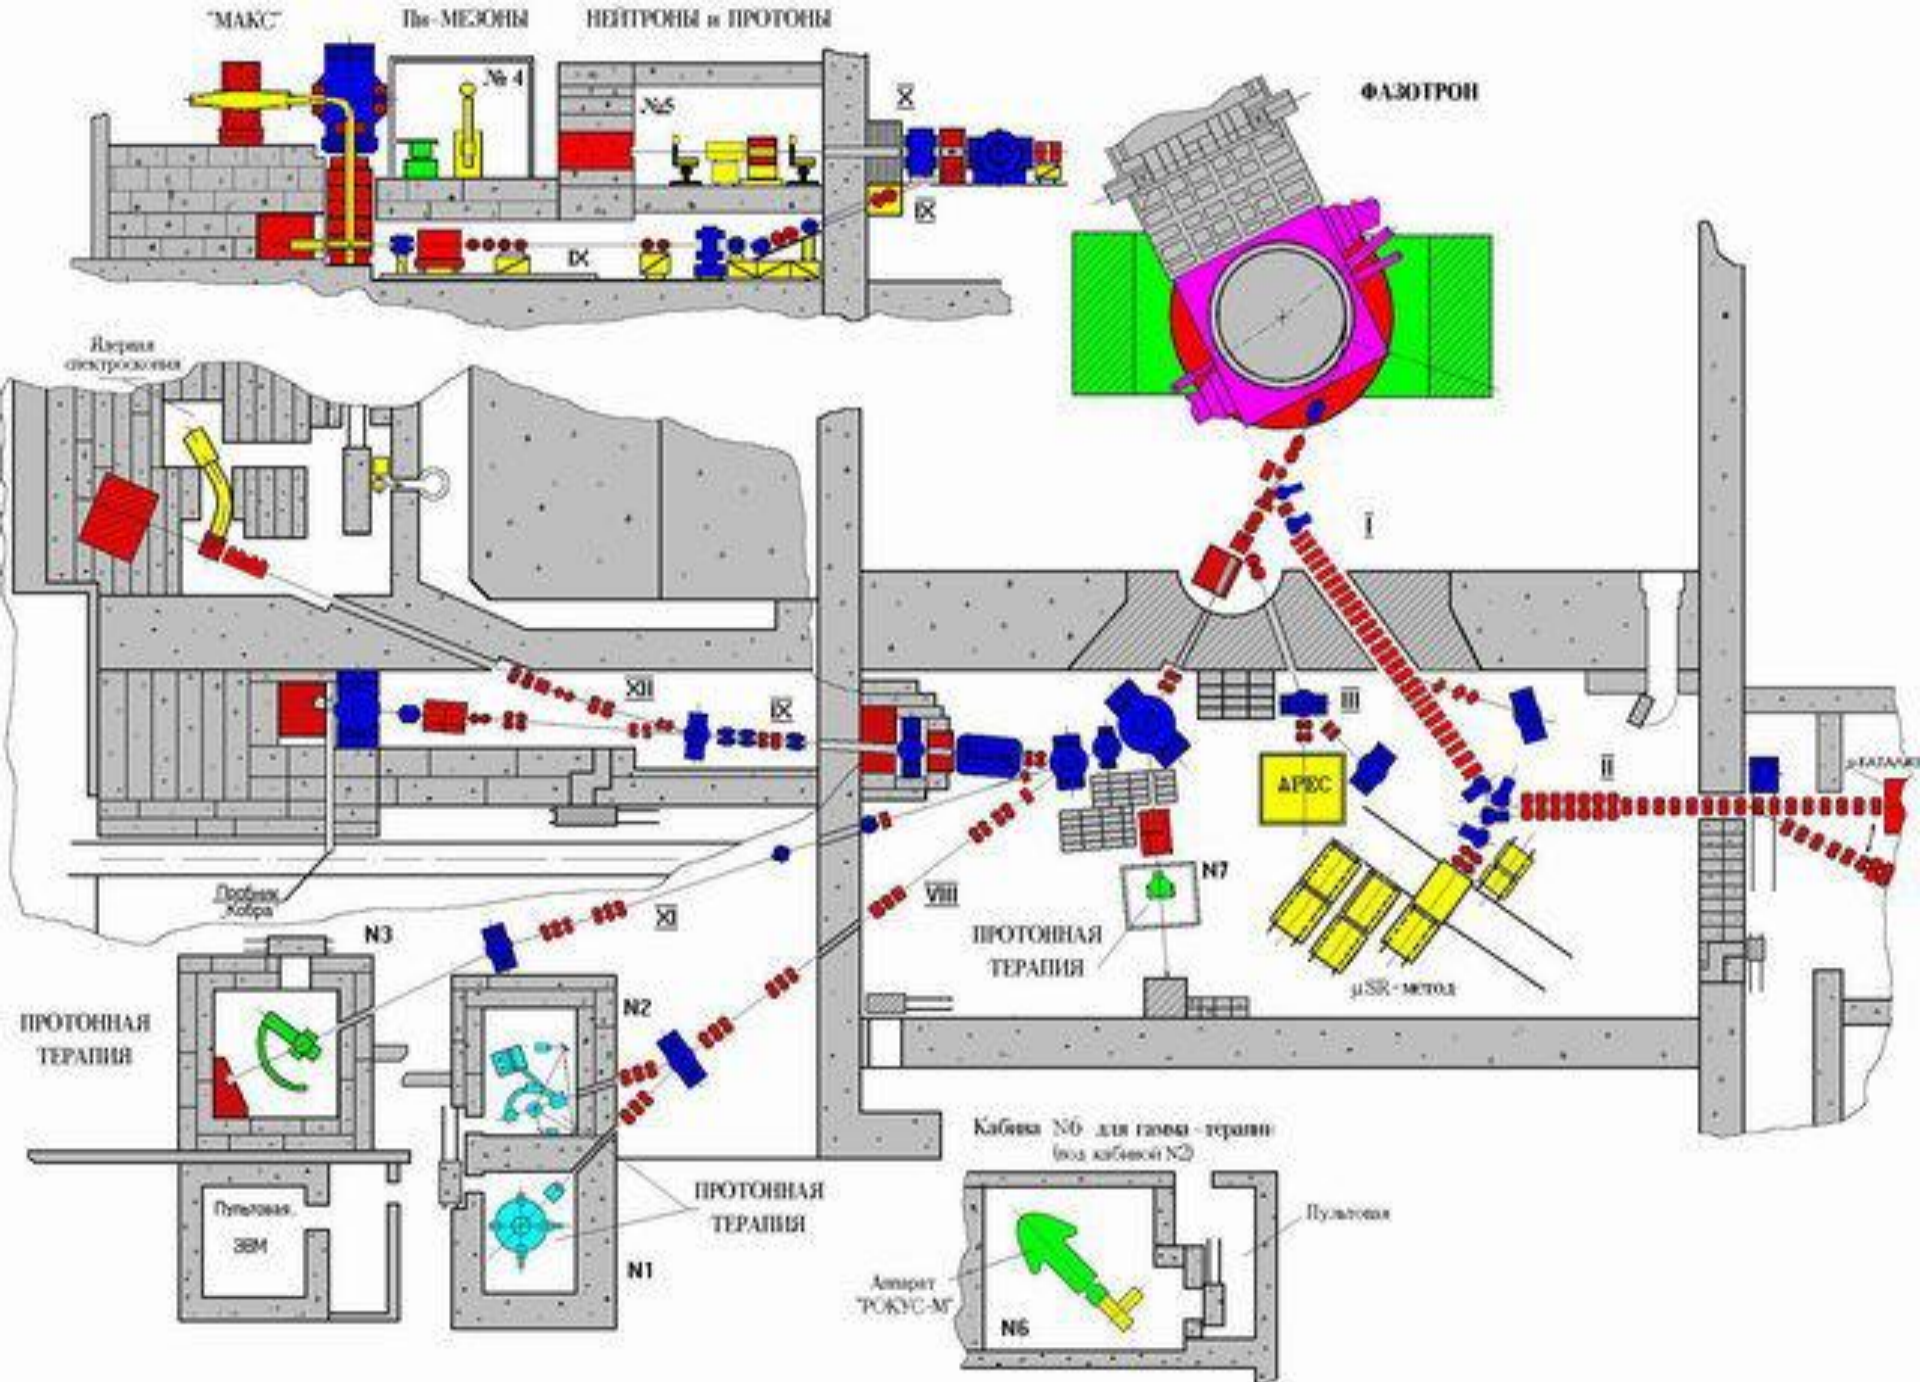 "МАКС"
Пи-МЕЗОНЫ
НЕЙТРОНЫ и ПРОТОНЫ
№ 4
№5
X
IX
IX
ФАЗОТРОН
Ядерная
спектроскопия
I
XII
IX
III
II
АРЕС
N7
VIII
XI
Пробник
Кобра
ПРОТОННАЯ
ТЕРАПИЯ
μSR-метод
N3
N2
ПРОТОННАЯ
ТЕРАПИЯ
Кабина N6 для гамма-терапии
(под кабиной N2)
ПРОТОННАЯ
ТЕРАПИЯ
Пультовая
ЭВМ
N1
Пультовая
Аппарат
"РОКУС-М"
N6